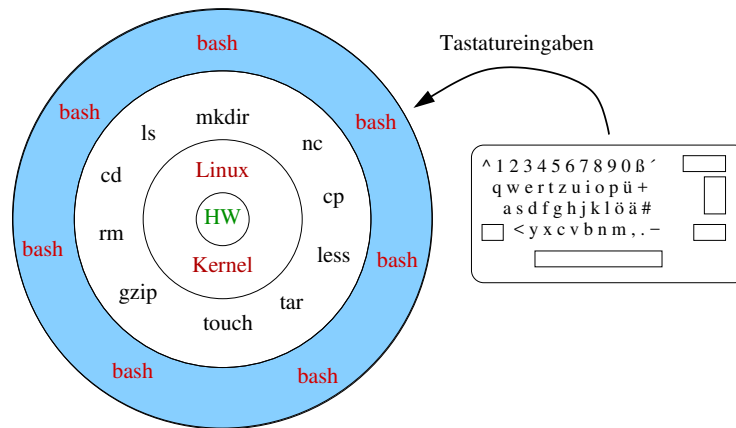 bash
Tastatureingaben
bash
bash
mkdir
ls
nc
cd
Linux
cp
HW
rm
Kernel
less
bash
bash
gzip
tar
touch
bash
bash
^ 1 2 3 4 5 6 7 8 9 0 ß ´
q w e r t z u i o p ü +
a s d f g h j k l ö ä #
< y x c v b n m , . −